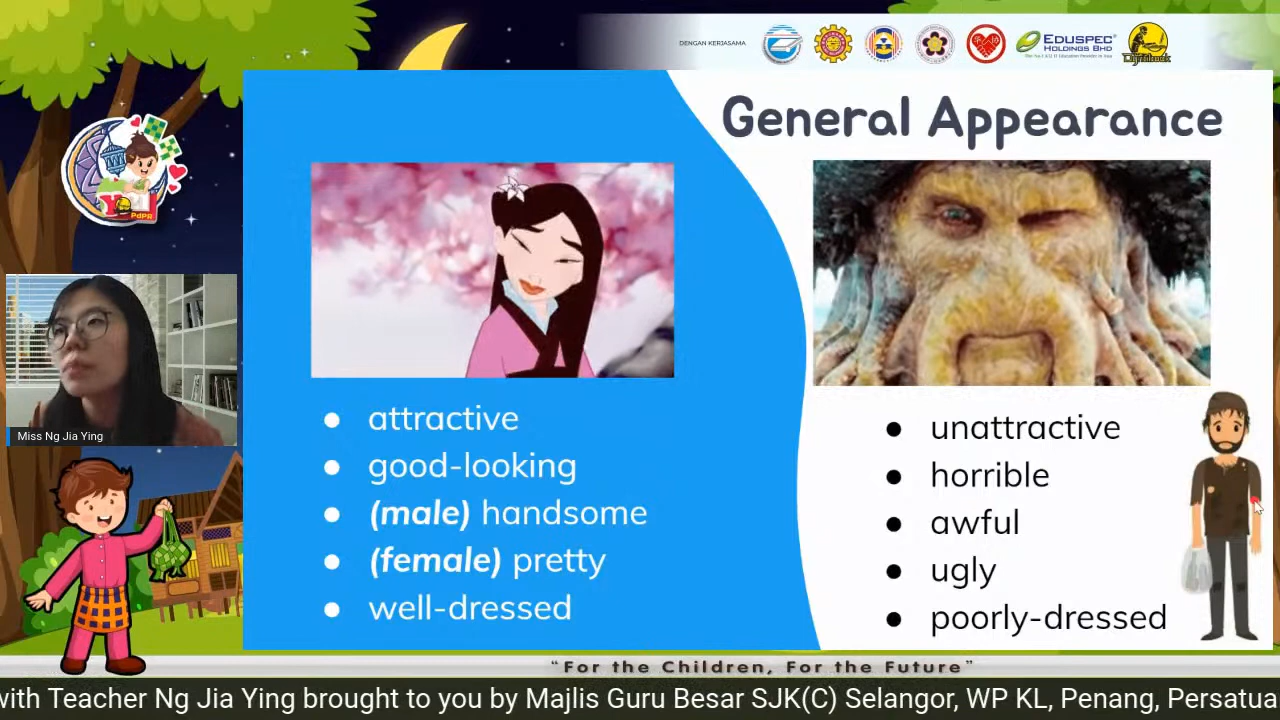 DENGAN KERJASAMA
EDUSPEC
HOLDINGS BHD
General Appearance
PdPR
Miss Ng Jia Ying
attractive
good-looking
(male) handsome
(female) pretty
well-dressed
unattractive
horrible
awful
ugly
poorly-dressed
“For the Children, For the Future”
with Teacher Ng Jia Ying brought to you by Majlis Guru Besar SJK(C) Selangor, WP KL, Penang, Persatua